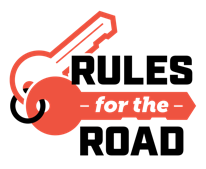 RULES
– for the –
ROAD